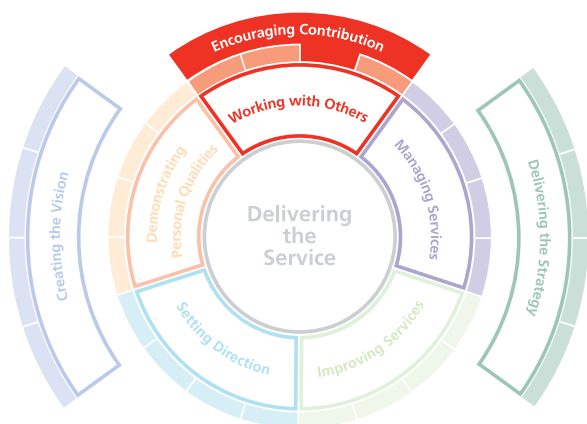 Encouraging Contribution
Working with Others
Demonstrating
Personal Qualities
Managing Services
Creating the Vision
Delivering
the
Service
Delivering the Strategy
Setting Direction
Improving Services